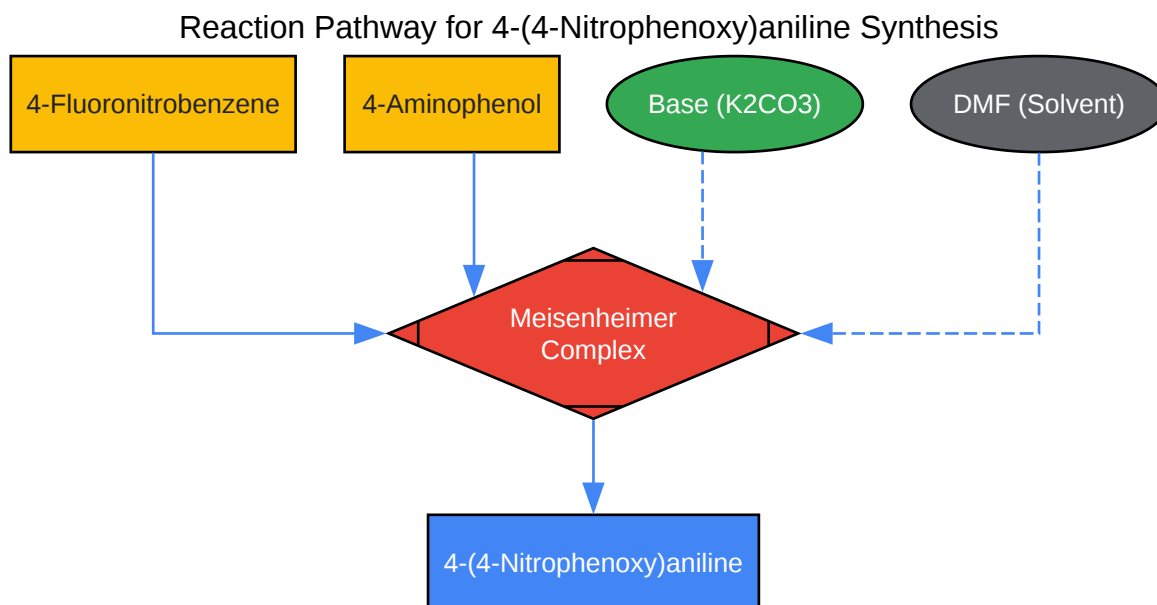 Reaction Pathway for 4-(4-Nitrophenoxy)aniline Synthesis
4-Fluoronitrobenzene
4-Aminophenol
Base (K2CO3)
DMF (Solvent)
Meisenheimer
Complex
4-(4-Nitrophenoxy)aniline